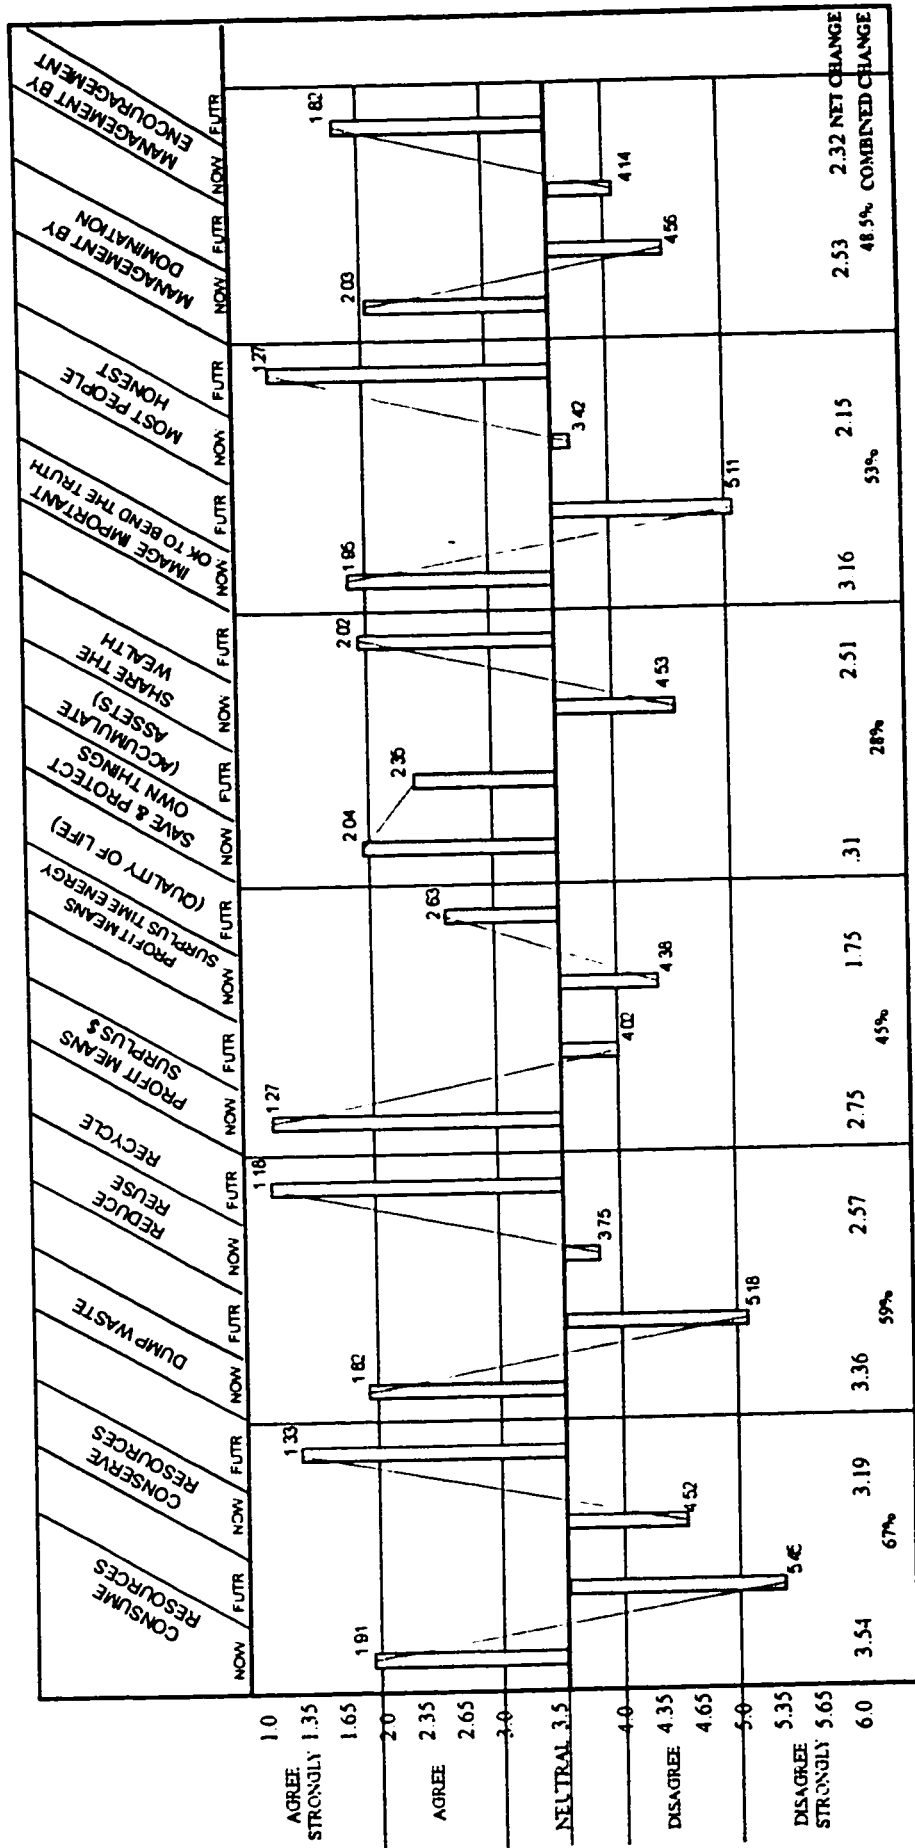 CONSUME
RESOURCES
CONSERVE
RESOURCES
DUMP WASTE
REDUCE
REUSE
RECYCLE
PROFIT MEANS
SURPLUS $
PROFIT MEANS
SURPLUS TIME ENERGY
(QUALITY OF LIFE)
SAVE & PROTECT
OWN THINGS
(ACCUMULATE
ASSETS)
SHARE THE
WEALTH
IMAGE IMPORTANT
OK TO BEND THE TRUTH
MOST PEOPLE
HONEST
MANAGEMENT BY
DOMINATION
MANAGEMENT BY
ENCOURAGEMENT
NOW FUTR NOW FUTR NOW FUTR NOW FUTR NOW FUTR NOW FUTR NOW FUTR NOW FUTR NOW FUTR NOW FUTR NOW FUTR NOW FUTR
AGREE
STRONGLY
1.0
1.35
1.65
2.0
AGREE
2.35
2.65
3.0
NEUTRAL 3.5
4.0
DISAGREE
4.35
4.65
5.0
DISAGREE
STRONGLY
5.35
5.65
6.0
1.91 5.45 4.52 1.33 1.82 5.18 3.75 1.18 1.27 4.02 4.38 2.63 2.04 2.35 4.53 2.02 1.95 5.11 3.42 1.27 2.03 4.56 4.14 1.82
3.54 3.19 3.36 2.57 2.75 1.75 .31 2.51 3.16 2.15 2.53 2.32 NET CHANGE
67% 59% 45% 28% 53% 48.5% COMBINED CHANGE